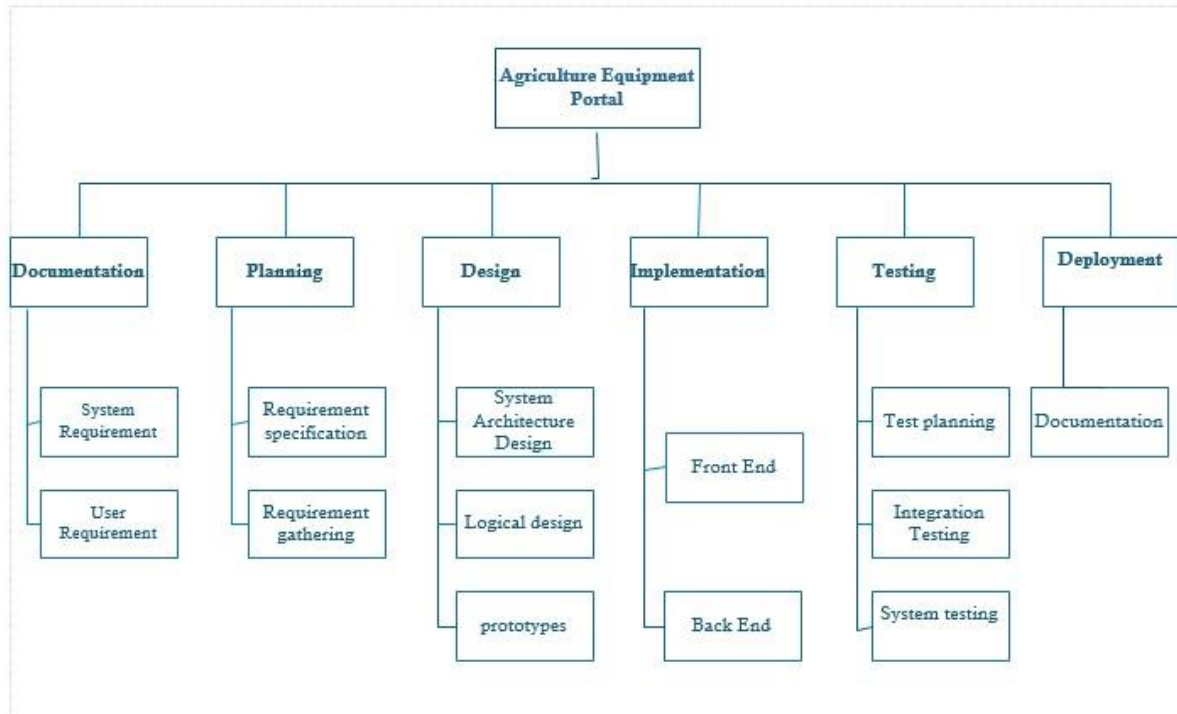 Agriculture Equipment
Portal
Documentation
Planning
Design
Implementation
Testing
Deployment
System
Requirement
User
Requirement
Requirement
specification
Requirement
gathering
System
Architecture
Design
Logical design
prototypes
Front End
Back End
Test planning
Integration
Testing
System testing
Documentation